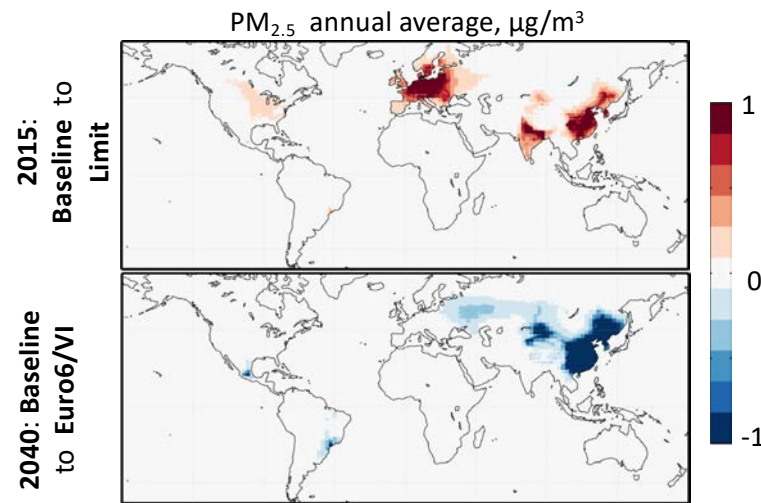 PM₂.₅ annual average, µg/m³
2015:
Baseline to
Limit
2040: Baseline
to Euro6/VI
1
0
-1